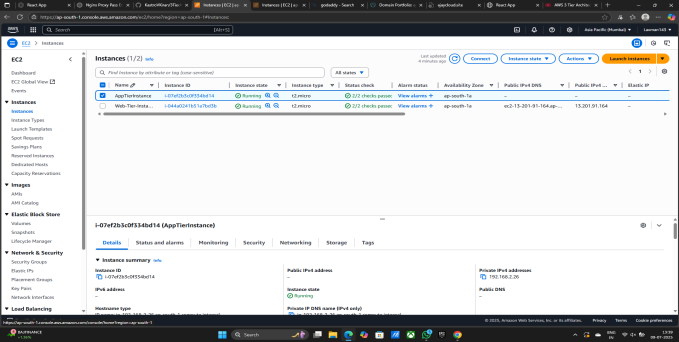 React App
Nginx Proxy Pass C
Instances | EC2 | ap
Instances | EC2 | a
godaddy - Search
Domain Portfolio
ajaychoailsite
React App
AWS 3 Tier Architect
https://ap-south-1.console.aws.amazon.com/ec2/home?region=ap-south-1#Instances:
aws
Search
[Alt+S]
Asia Pacific (Mumbai)
EC2 > Instances
EC2
Dashboard
EC2 Global View
Events
Instances
Instances
Instance Types
Launch Templates
Spot Requests
Savings Plans
Reserved Instances
Dedicated Hosts
Capacity Reservations
Images
AMIs
AMI Catalog
Elastic Block Store
Volumes
Snapshots
Lifecycle Manager
Network & Security
Security Groups
Elastic IPs
Placement Groups
Key Pairs
Network Interfaces
Load Balancing
Instances (1/2) Info
Last updated
4 minutes ago
Connect
Instance state
Actions
Launch instances
Find Instance by attribute or tag (case-sensitive)
All states
1
Name Instance ID Instance state Instance type Status check Alarm status Availability Zone Public IPv4 DNS Public IPv4 ... Elastic IP
AppTierInstance i-07ef2b3c0f334bd14 Running t2.micro 2/2 checks passec View alarms + ap-south-1a – – –
Web-Tier-Insta... i-044a0241b51a7bd3b Running t2.micro 2/2 checks passec View alarms + ap-south-1a ec2-13-201-91-164.ap-... 13.201.91.164 –
i-07ef2b3c0f334bd14 (AppTierInstance)
Details Status and alarms Monitoring Security Networking Storage Tags
Instance summary Info
Instance ID
i-07ef2b3c0f334bd14
Public IPv4 address
–
Private IPv4 addresses
192.168.2.26
IPv6 address
–
Instance state
Running
Public DNS
–
Hostname type
Private IP DNS name (IPv4 only)
https://ap-south-1.console.aws.amazon.com/console/home?region=ap-south-1
© 2025, Amazon Web Services, Inc. or its affiliates. Privacy Terms Cookie preferences
BAJFINANCE
Search
ENG
IN
13:59
09-07-2025